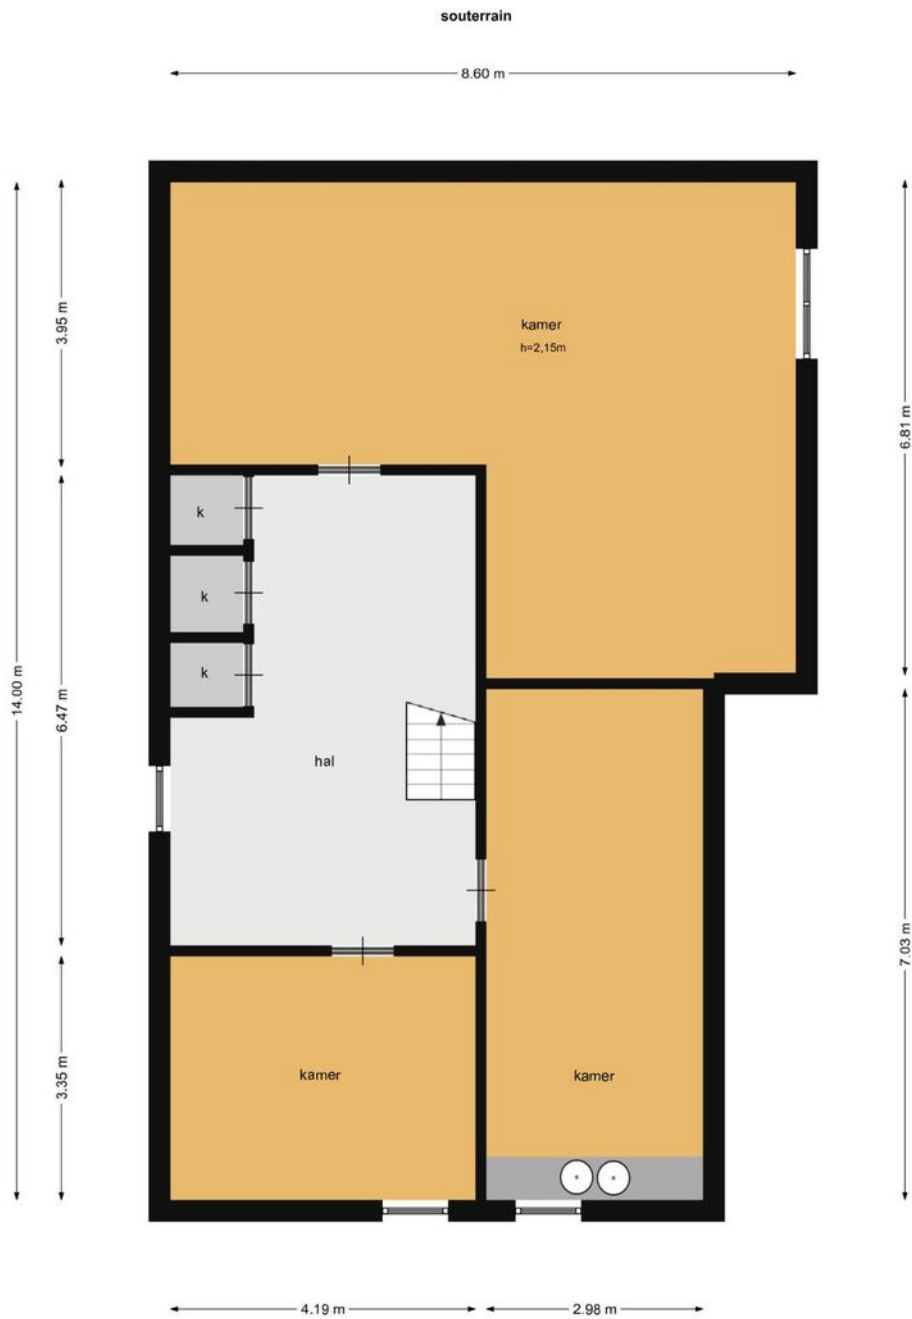 souterrain
8.60 m
3.95 m
kamer
h=2,15m
6.81 m
k
k
k
14.00 m
6.47 m
hal
7.03 m
3.35 m
kamer
kamer
4.19 m
2.98 m